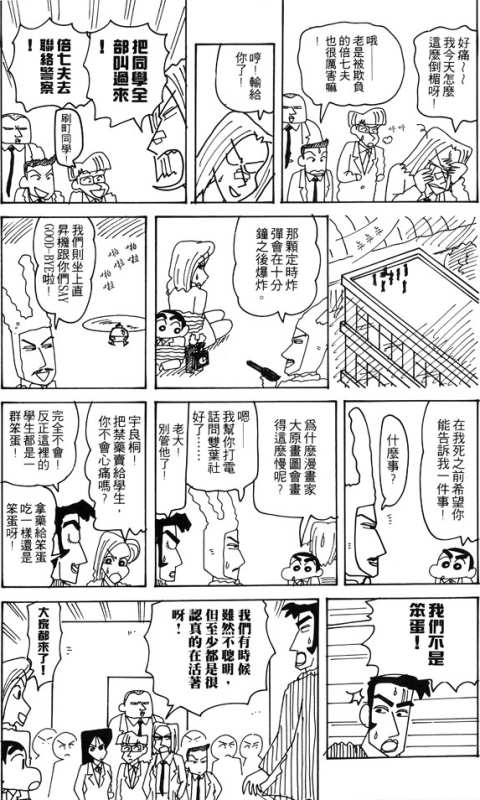 好痛～～
我今天怎麼
這麼倒楣呀！
哦——
老是被欺負
的倍七夫
也很厲害嘛
哼！輸給
你了！
把同學全
部叫過來
！
倍七夫去
聯絡警察
！
刷町同學
那顆定時炸
彈會在十分
鐘之後爆炸。
啪
啪
啪
我們則坐上直
昇機跟你們SAY
GOOD-BYE啦！
在我死之前希望你
能告訴我一件事！
什麼事？
為什麼漫畫家
大原畫圖會畫
得這麼慢呢？
嗯——
我幫你打電
話問雙葉社
好了……
老大！
別管他了！
宇良桐！
把禁藥賣給學生，
你不會心痛嗎？
完全不會！
反正這裡的
學生都是一
群笨蛋！
拿藥給笨蛋
吃一樣還是
笨蛋呀！
我們不是
笨蛋！
我們有時候
雖然不聰明，
但至少都是很
認真的在活著
呀！
大家都來了！